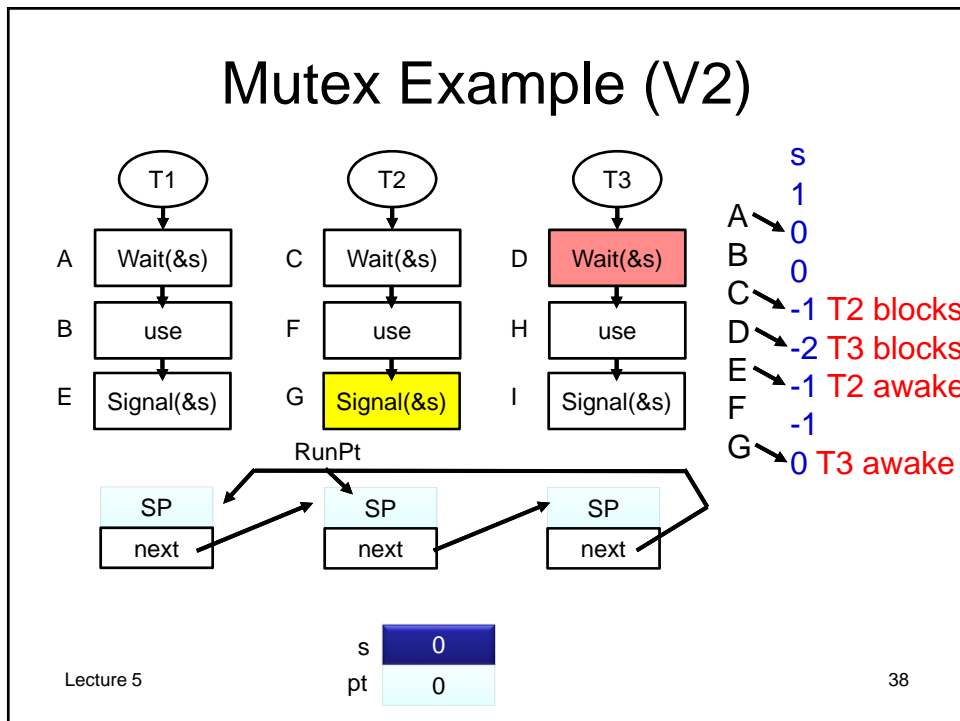 Mutex Example (V2)
T1 T2 T3
A Wait(&s) C Wait(&s) D Wait(&s)
B use F use H use
E Signal(&s) G Signal(&s) I Signal(&s)
s
1
A 0
B 0
C -1 T2 blocks
D -2 T3 blocks
E -1 T2 awake
F -1
G 0 T3 awake
RunPt
SP SP SP
next next next
s 0
pt 0
Lecture 5 38